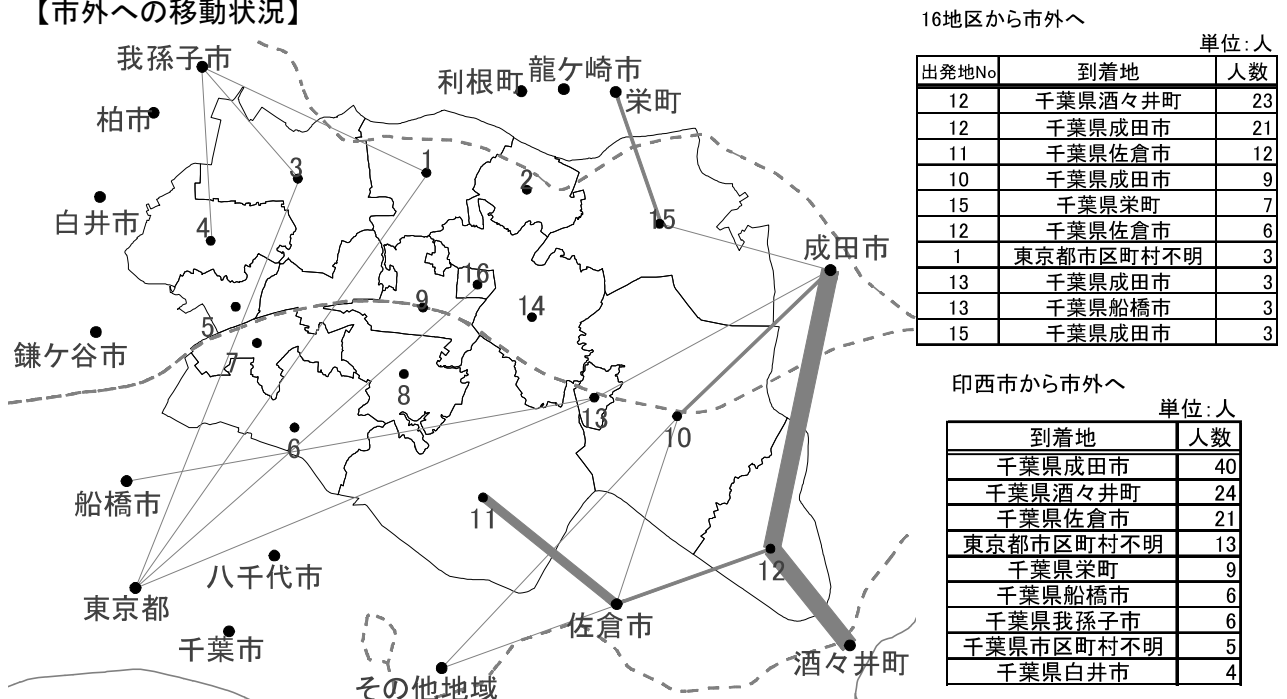 【市外への移動状況】
我孫子市
利根町
龍ケ崎市
栄町
柏市
3
1
2
白井市
4
15
成田市
16
9
14
5
鎌ケ谷市
7
8
13
10
6
船橋市
11
八千代市
12
東京都
佐倉市
千葉市
酒々井町
その他地域
16地区から市外へ
単位:人
出発地No 到着地 人数
12 千葉県酒々井町 23
12 千葉県成田市 21
11 千葉県佐倉市 12
10 千葉県成田市 9
15 千葉県栄町 7
12 千葉県佐倉市 6
1 東京都市区町村不明 3
13 千葉県成田市 3
13 千葉県船橋市 3
15 千葉県成田市 3
印西市から市外へ
単位:人
到着地 人数
千葉県成田市 40
千葉県酒々井町 24
千葉県佐倉市 21
東京都市区町村不明 13
千葉県栄町 9
千葉県船橋市 6
千葉県我孫子市 6
千葉県市区町村不明 5
千葉県白井市 4